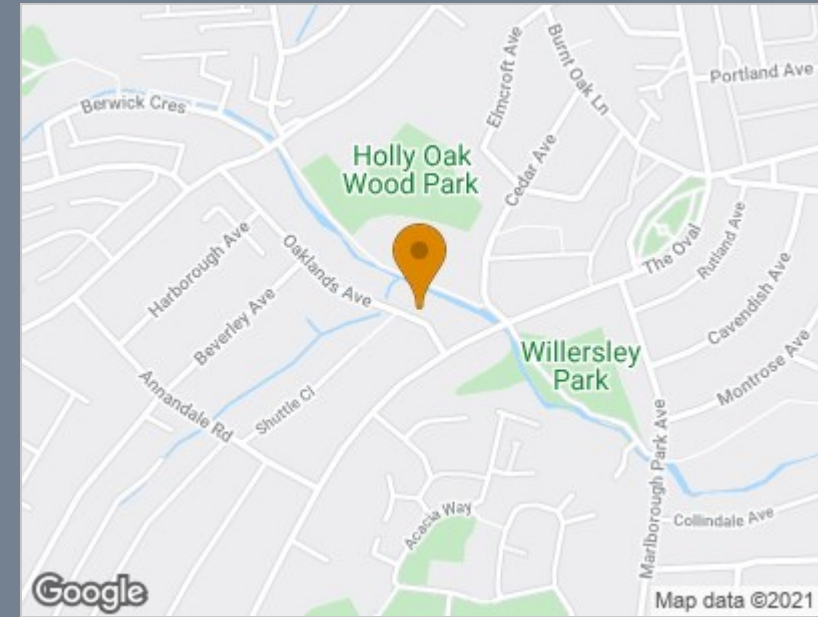 Elmcroft Ave
Burnt Oak Ln
Portland Ave
Berwick Cres
Holly Oak
Wood Park
Cedar Ave
Harborough Ave
Oaklands Ave
The Oval
Rutland Ave
Beverley Ave
Cavendish Ave
Willersley
Park
Montrose Ave
Annandale Rd
Shuttle Cl
Marlborough Park Ave
Acacia Way
Collindale Ave
Google
Map data ©2021